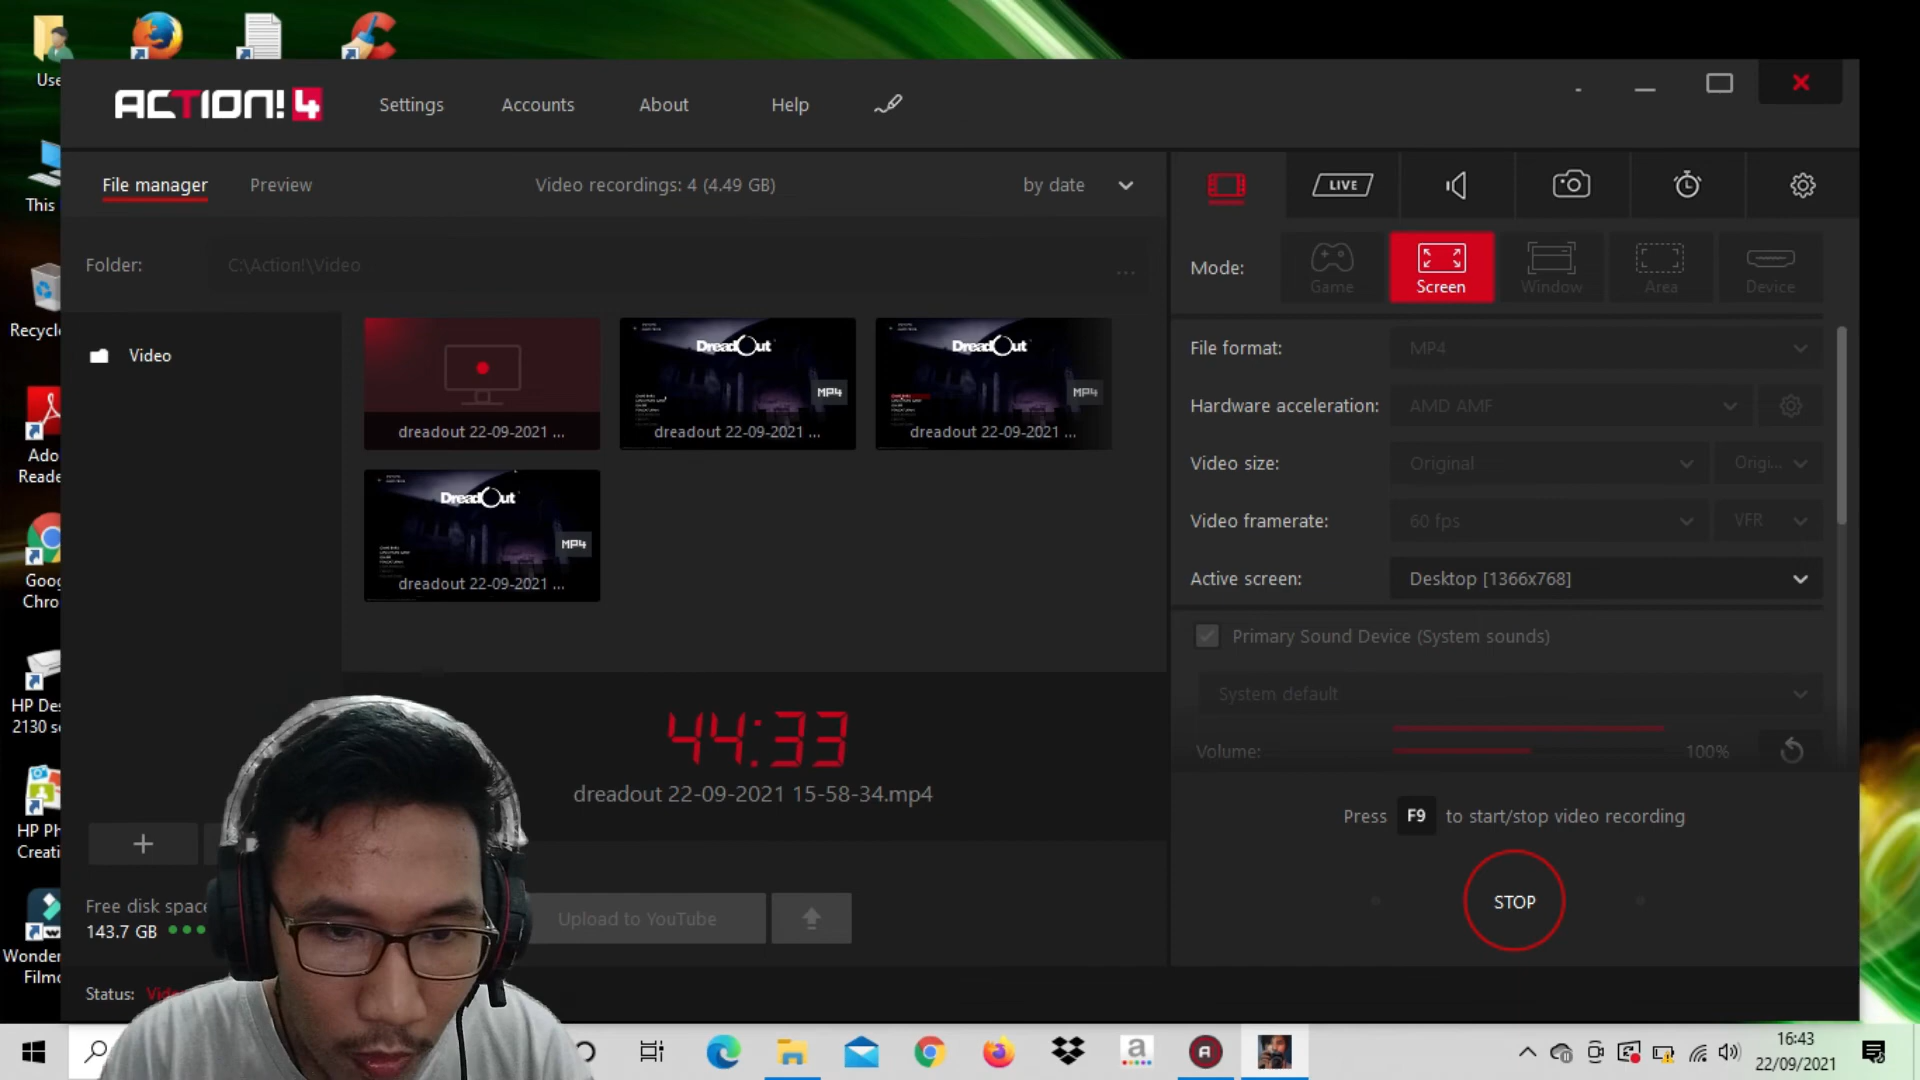 Use
This
Recycle
Ado
Reade
Goog
Chro
HP De
2130 se
HP Ph
Creati
Wonder
Filmo
ACTION! 4
Settings
Accounts
About
Help
File manager
Preview
Video recordings: 4 (4.49 GB)
by date
Folder:
C:\Action!\Video
...
Video
dreadout 22-09-2021 ...
DreadOut
MP4
dreadout 22-09-2021 ...
DreadOut
MP4
dreadout 22-09-2021 ...
DreadOut
MP4
dreadout 22-09-2021 ...
44:33
dreadout 22-09-2021 15-58-34.mp4
Free disk space
143.7 GB
Upload to YouTube
Status:
LIVE
Mode:
Game
Screen
Window
Area
Device
File format:
MP4
Hardware acceleration:
AMD AMF
Video size:
Original
Origi...
Video framerate:
60 fps
VFR
Active screen:
Desktop [1366x768]
Primary Sound Device (System sounds)
System default
Volume:
100%
Press F9 to start/stop video recording
STOP
a
16:43
22/09/2021